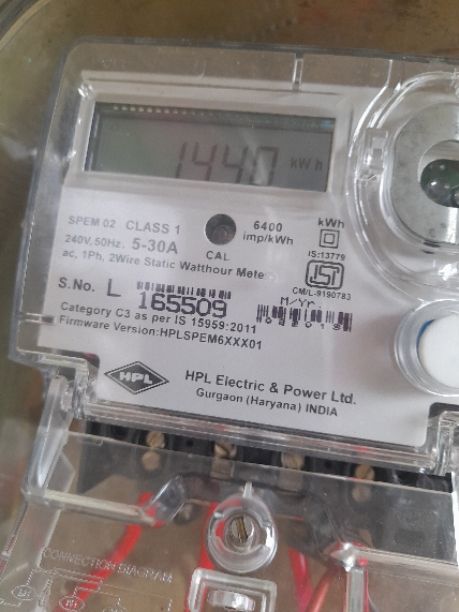 1440 kWh
SPEM 02 CLASS 1
240V, 50Hz. 5-30A
ac, 1Ph, 2Wire Static Watthour Meter
CAL
6400
imp/kWh
kWh
IS:13779
CM/L-9190783
S.No. L 165509
M/Yr.
Category C3 as per IS 15959:2011
Firmware Version:HPLSPEM6XXX01
HPL
HPL Electric & Power Ltd.
Gurgaon (Haryana) INDIA
CONNECTION DIAGRAM